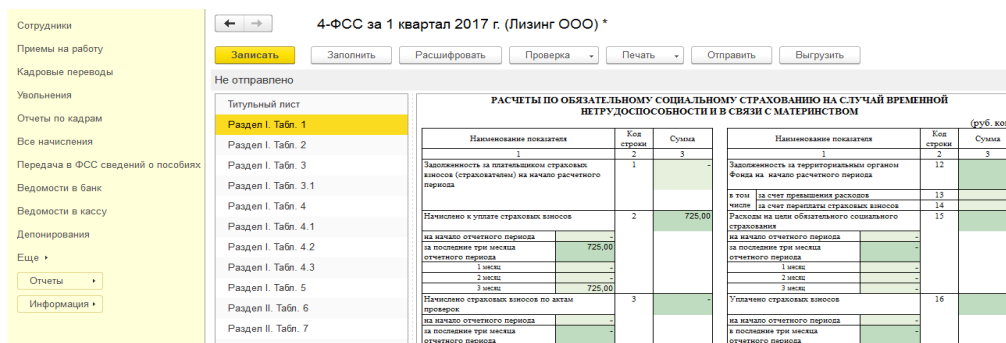 Сотрудники
Приемы на работу
Кадровые переводы
Увольнения
Отчеты по кадрам
Все начисления
Передача в ФСС сведений о пособиях
Ведомости в банк
Ведомости в кассу
Депонирования
Еще
Отчеты
Информация
4-ФСС за 1 квартал 2017 г. (Лизинг ООО) *
Записать Заполнить Расшифровать Проверка Печать Отправить Выгрузить
Не отправлено
Титульный лист
Раздел I. Табл. 1
Раздел I. Табл. 2
Раздел I. Табл. 3
Раздел I. Табл. 3.1
Раздел I. Табл. 4
Раздел I. Табл. 4.1
Раздел I. Табл. 4.2
Раздел I. Табл. 4.3
Раздел I. Табл. 5
Раздел II. Табл. 6
Раздел II. Табл. 7
РАСЧЕТЫ ПО ОБЯЗАТЕЛЬНОМУ СОЦИАЛЬНОМУ СТРАХОВАНИЮ НА СЛУЧАЙ ВРЕМЕННОЙ
НЕТРУДОСПОСОБНОСТИ И В СВЯЗИ С МАТЕРИНСТВОМ
(руб. коп
Наименование показателя Код строки Сумма
1 2 3
Задолженность за плательщиком страховых 1 -
взносов (страхователем) на начало расчетного
периода
Начислено к уплате страховых взносов 2 725,00
на начало отчетного периода -
за последние три месяца 725,00
отчетного периода
1 месяц -
2 месяц -
3 месяц 725,00
Начислено страховых взносов по актам 3 -
проверок
на начало отчетного периода -
за последние три месяца -
отчетного периода
Наименование показателя Код строки Сумма
1 2 3
Задолженность за территориальным органом 12
Фонда на начало расчетного периода
в том числе
за счет превышения расходов 13
за счет переплаты страховых взносов 14
Расходы на цели обязательного социального 15
страхования
на начало отчетного периода -
за последние три месяца -
отчетного периода
1 месяц -
2 месяц -
3 месяц -
Уплачено страховых взносов 16
на начало отчетного периода -
в последние три месяца -
отчетного периода